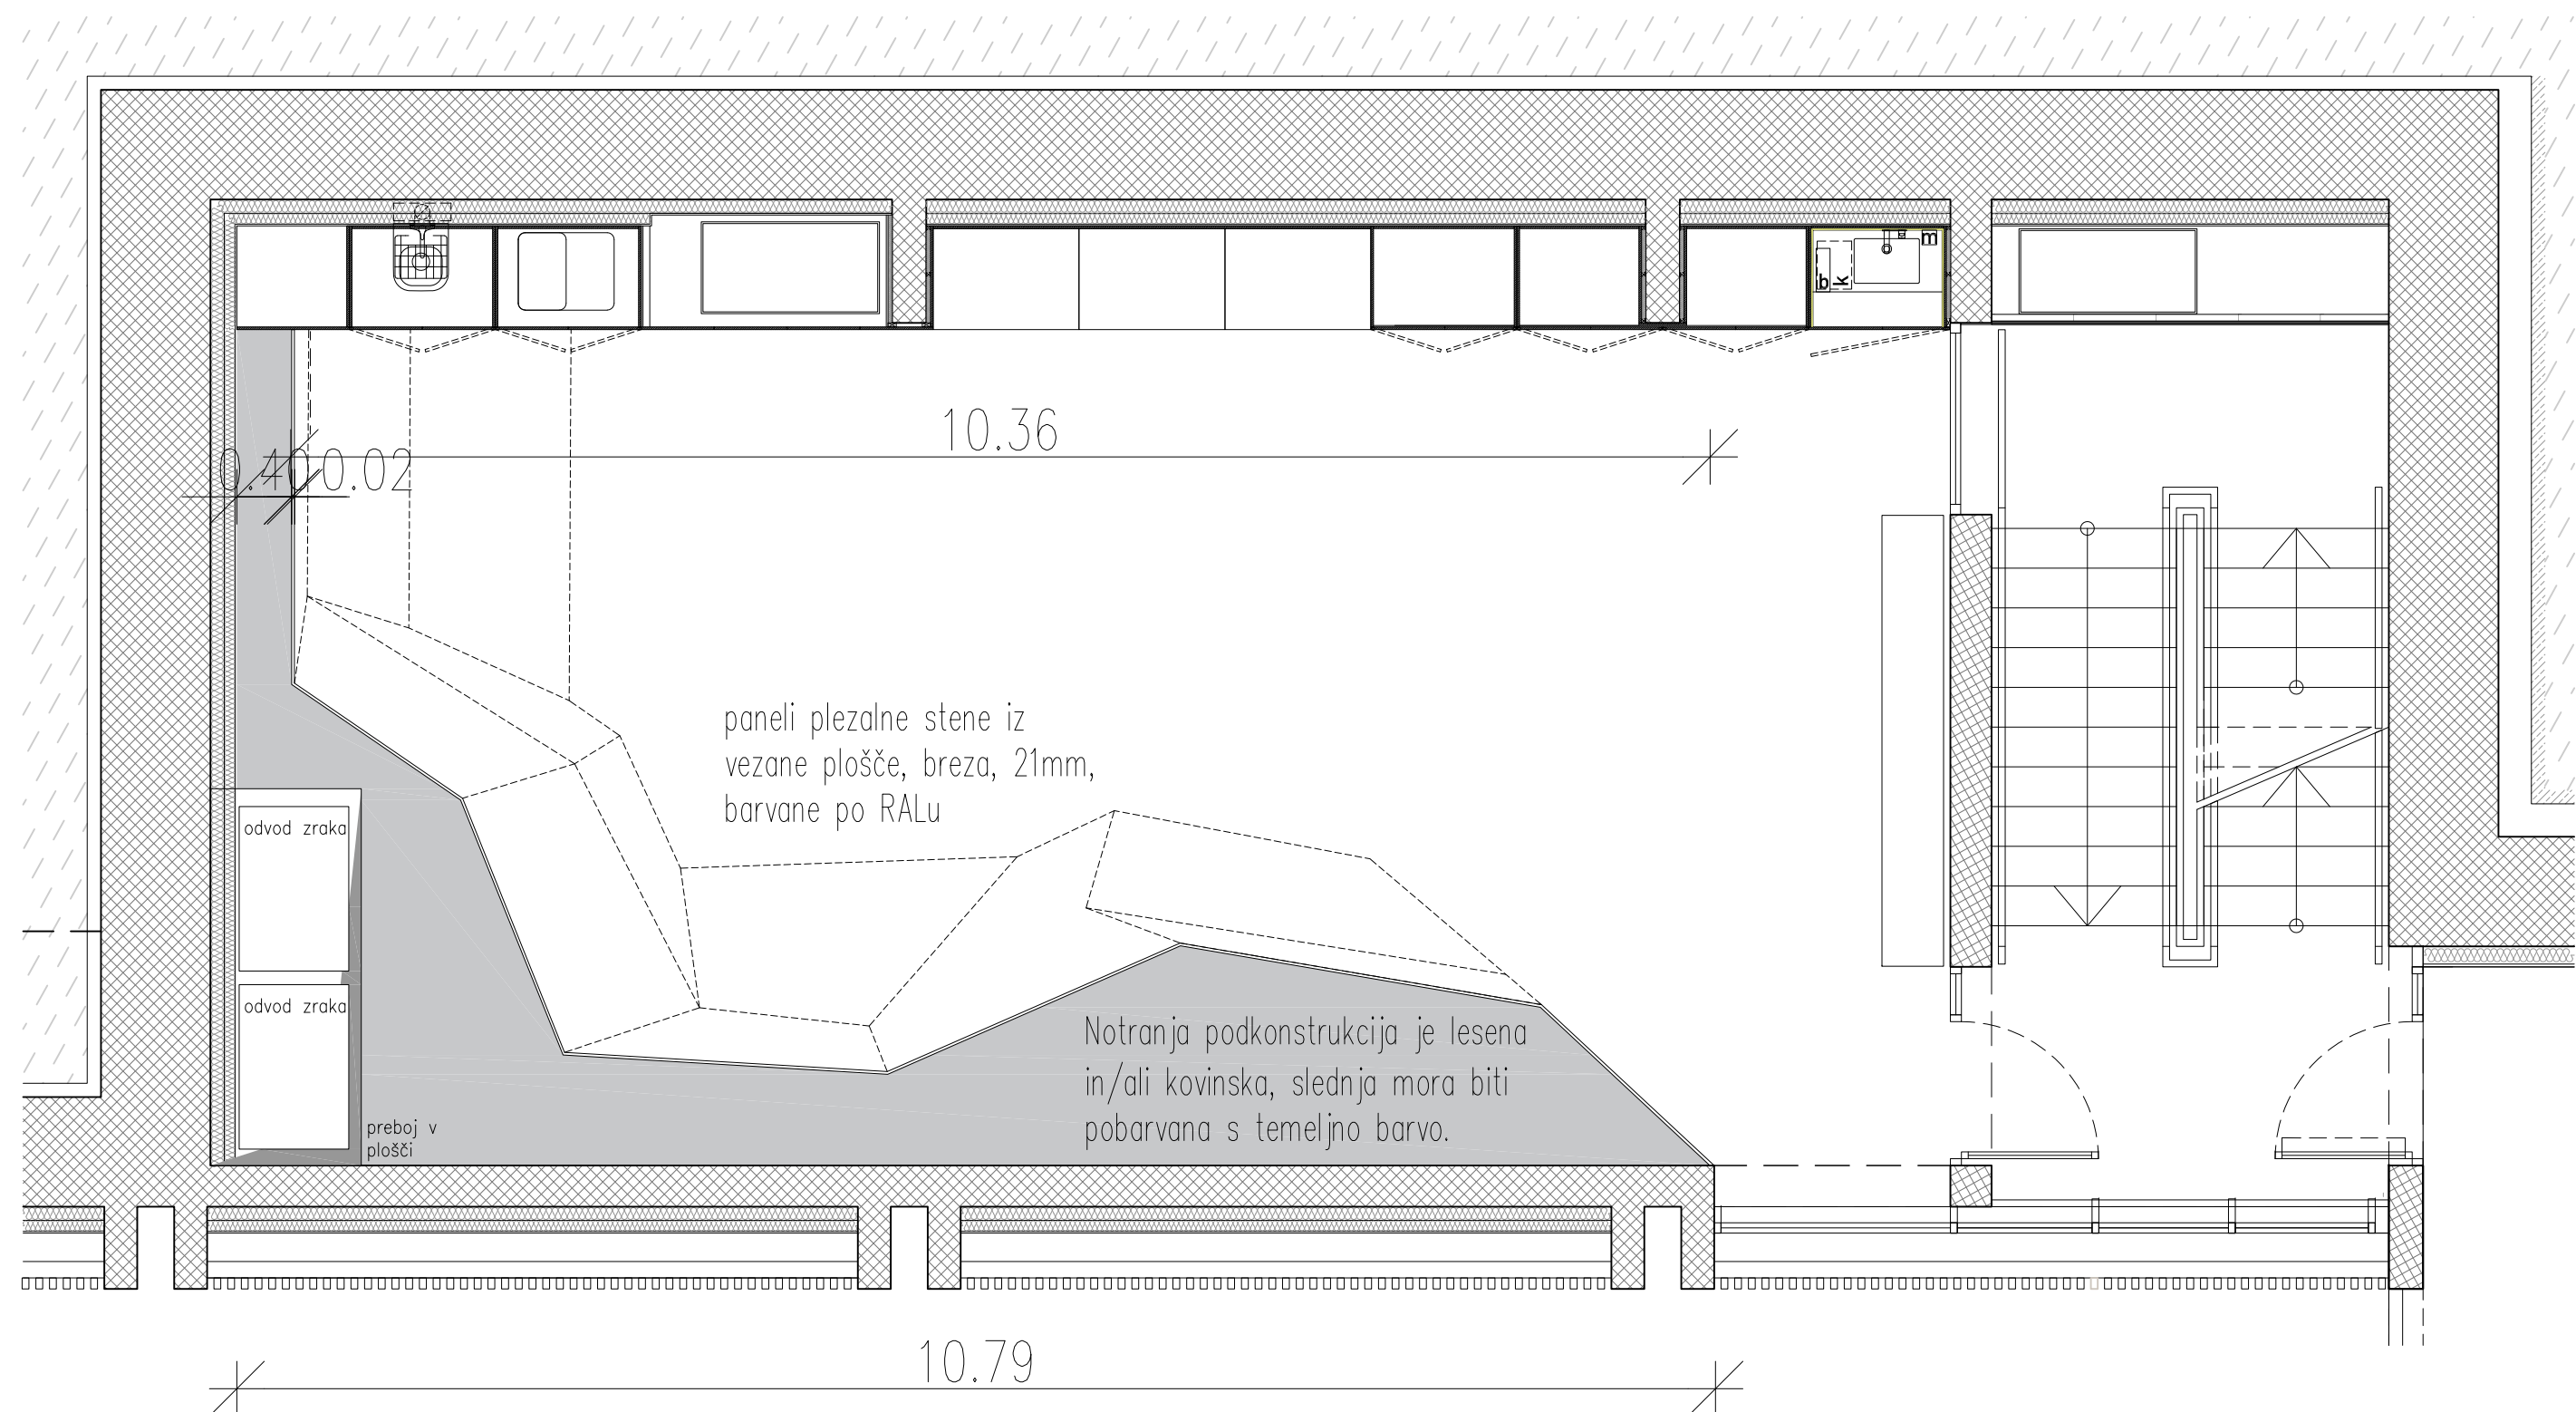 m
b
k
10.36
0.40
0.02
paneli plezalne stene iz
vezane plošče, breza, 21mm,
barvane po RALu
odvod zraka
odvod zraka
Notranja podkonstrukcija je lesena
in/ali kovinska, slednja mora biti
pobarvana s temeljno barvo.
preboj v
plošči
10.79